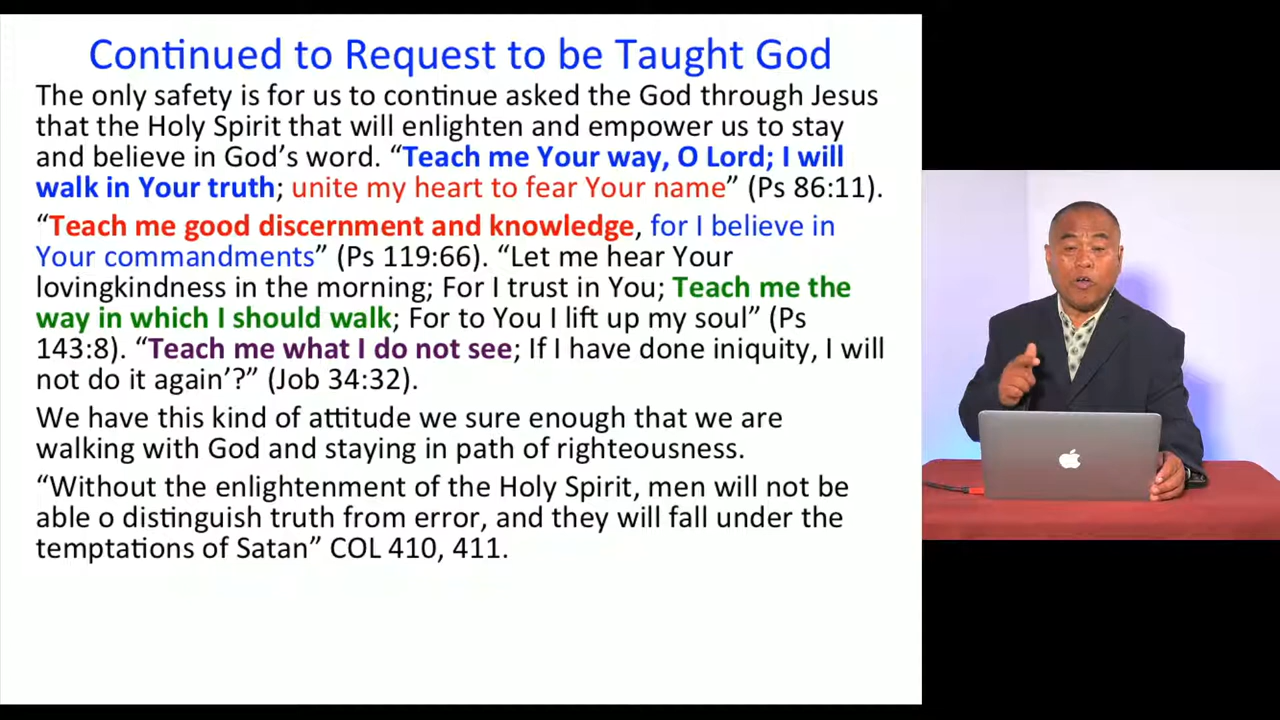 Continued to Request to be Taught God
The only safety is for us to continue asked the God through Jesus
that the Holy Spirit that will enlighten and empower us to stay
and believe in God’s word. “Teach me Your way, O Lord; I will
walk in Your truth; unite my heart to fear Your name” (Ps 86:11).
“Teach me good discernment and knowledge, for I believe in
Your commandments” (Ps 119:66). “Let me hear Your
lovingkindness in the morning; For I trust in You; Teach me the
way in which I should walk; For to You I lift up my soul” (Ps
143:8). “Teach me what I do not see; If I have done iniquity, I will
not do it again’?” (Job 34:32).
We have this kind of attitude we sure enough that we are
walking with God and staying in path of righteousness.
“Without the enlightenment of the Holy Spirit, men will not be
able o distinguish truth from error, and they will fall under the
temptations of Satan” COL 410, 411.